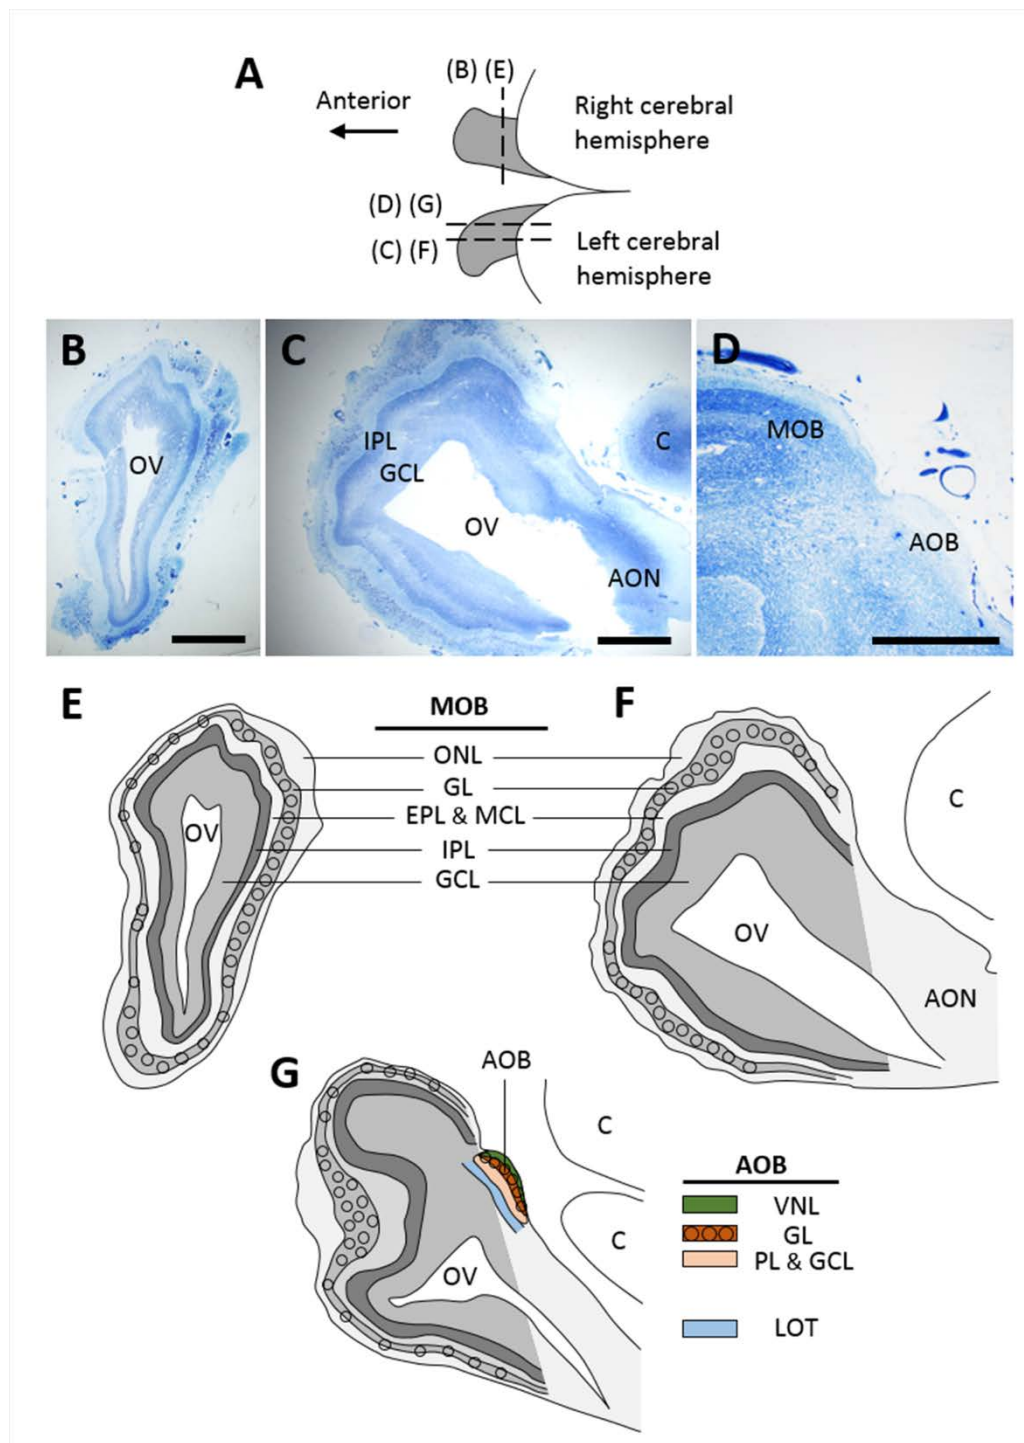 A
(B) (E)
Anterior
Right cerebral
hemisphere
(D) (G)
(C) (F)
Left cerebral
hemisphere
B
OV
C
IPL
GCL
OV
C
AON
D
MOB
AOB
E
MOB
F
ONL
GL
EPL & MCL
IPL
GCL
OV
OV
C
AON
G
AOB
C
C
OV
AOB
VNL
GL
PL & GCL
LOT